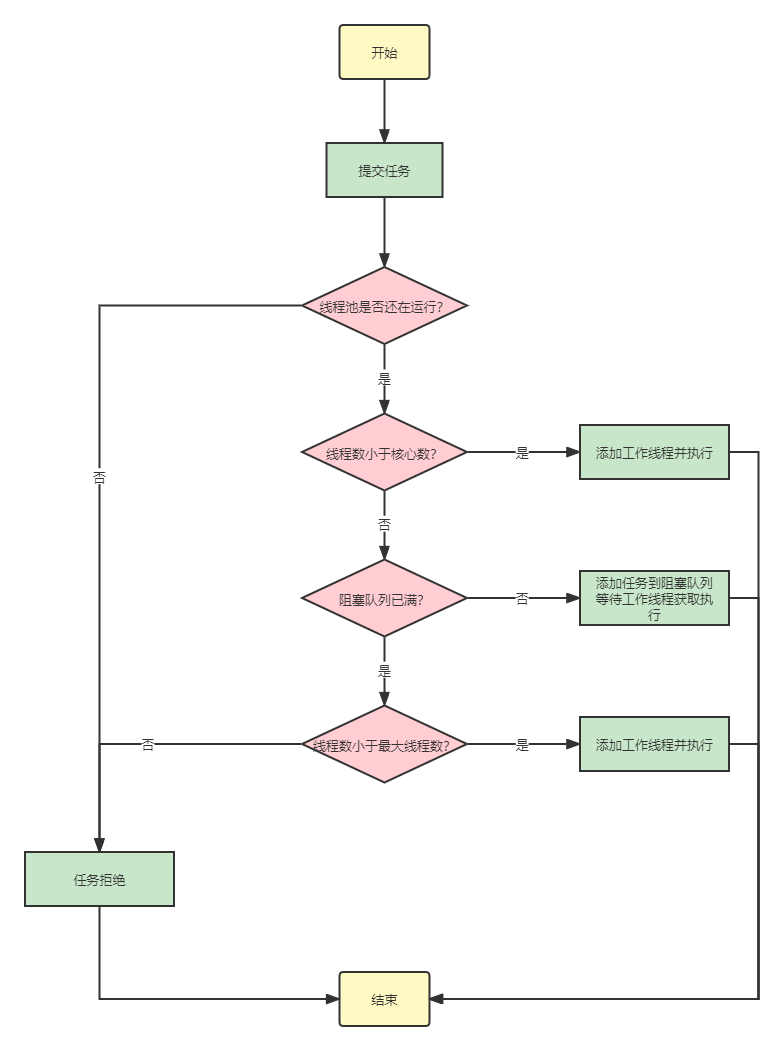 开始
提交任务
线程池是否还在运行?
是
线程数小于核心数?
是
添加工作线程并执行
否
否
阻塞队列已满?
否
添加任务到阻塞队列
等待工作线程获取执
行
是
线程数小于最大线程数?
是
添加工作线程并执行
否
任务拒绝
结束